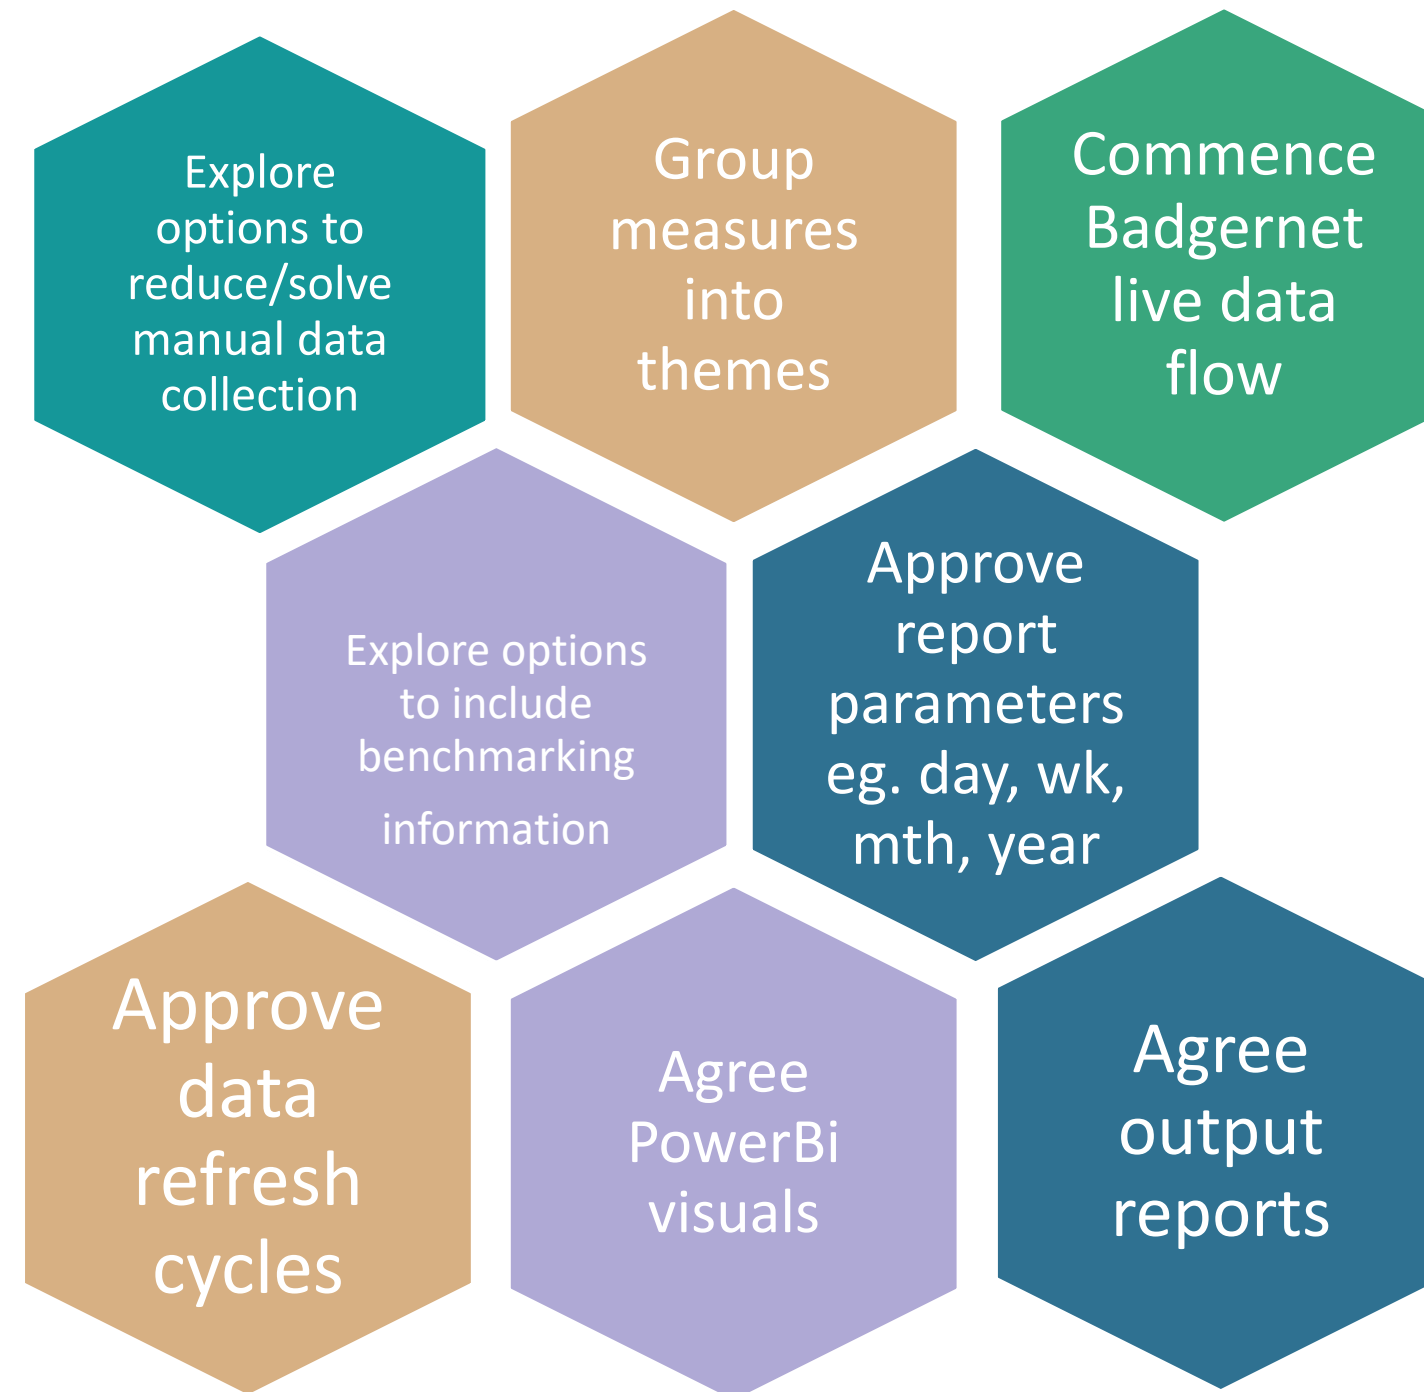 Explore
options to
reduce/solve
manual data
collection
Group
measures
into
themes
Commence
Badgernet
live data
flow
Explore options
to include
benchmarking
information
Approve
report
parameters
eg. day, wk,
mth, year
Approve
data
refresh
cycles
Agree
PowerBi
visuals
Agree
output
reports